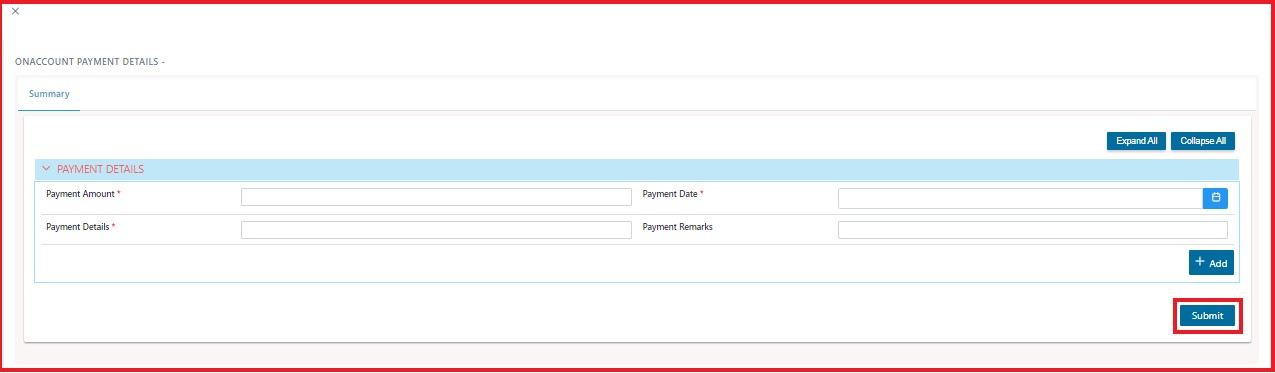 ONACCOUNT PAYMENT DETAILS -
Summary
Expand All Collapse All
PAYMENT DETAILS
Payment Amount * Payment Date *
Payment Details * Payment Remarks
+ Add
Submit